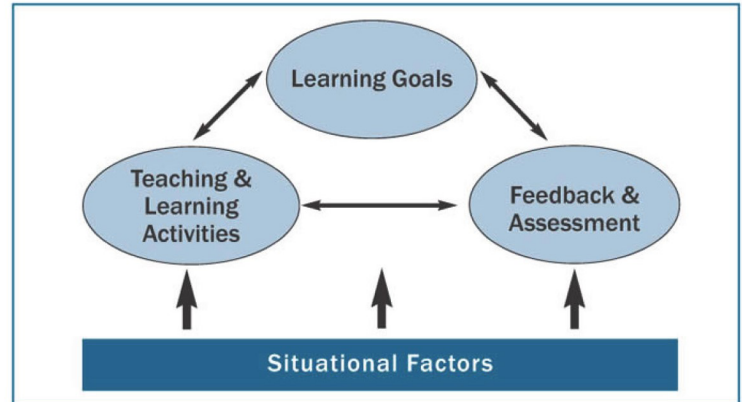 Learning Goals
Teaching &
Learning
Activities
Feedback &
Assessment
Situational Factors